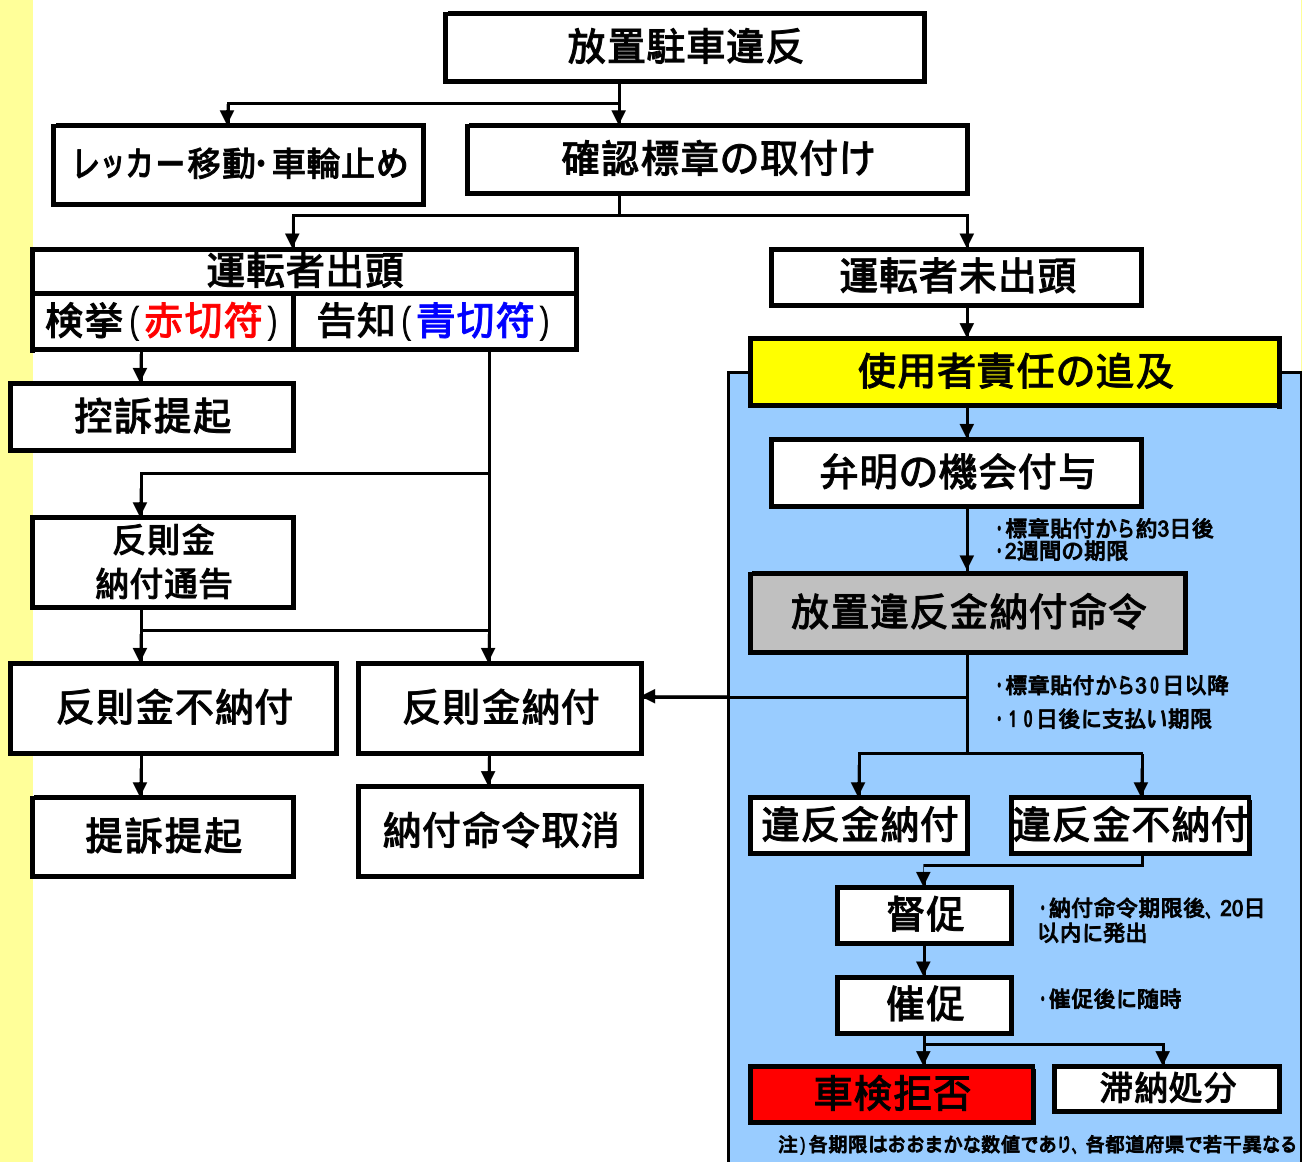 放置駐車違反
レッカー移動・車輪止め
確認標章の取付け
運転者出頭
検挙(赤切符)
告知(青切符)
運転者未出頭
使用者責任の追及
控訴提起
弁明の機会付与
・標章貼付から約3日後
・2週間の期限
反則金
納付通告
放置違反金納付命令
反則金不納付
反則金納付
・標章貼付から30日以降
・10日後に支払い期限
提訴提起
納付命令取消
違反金納付
違反金不納付
督促
・納付命令期限後、20日
以内に発出
催促
・催促後に随時
車検拒否
滞納処分
注)各期限はおおまかな数値であり、各都道府県で若干異なる